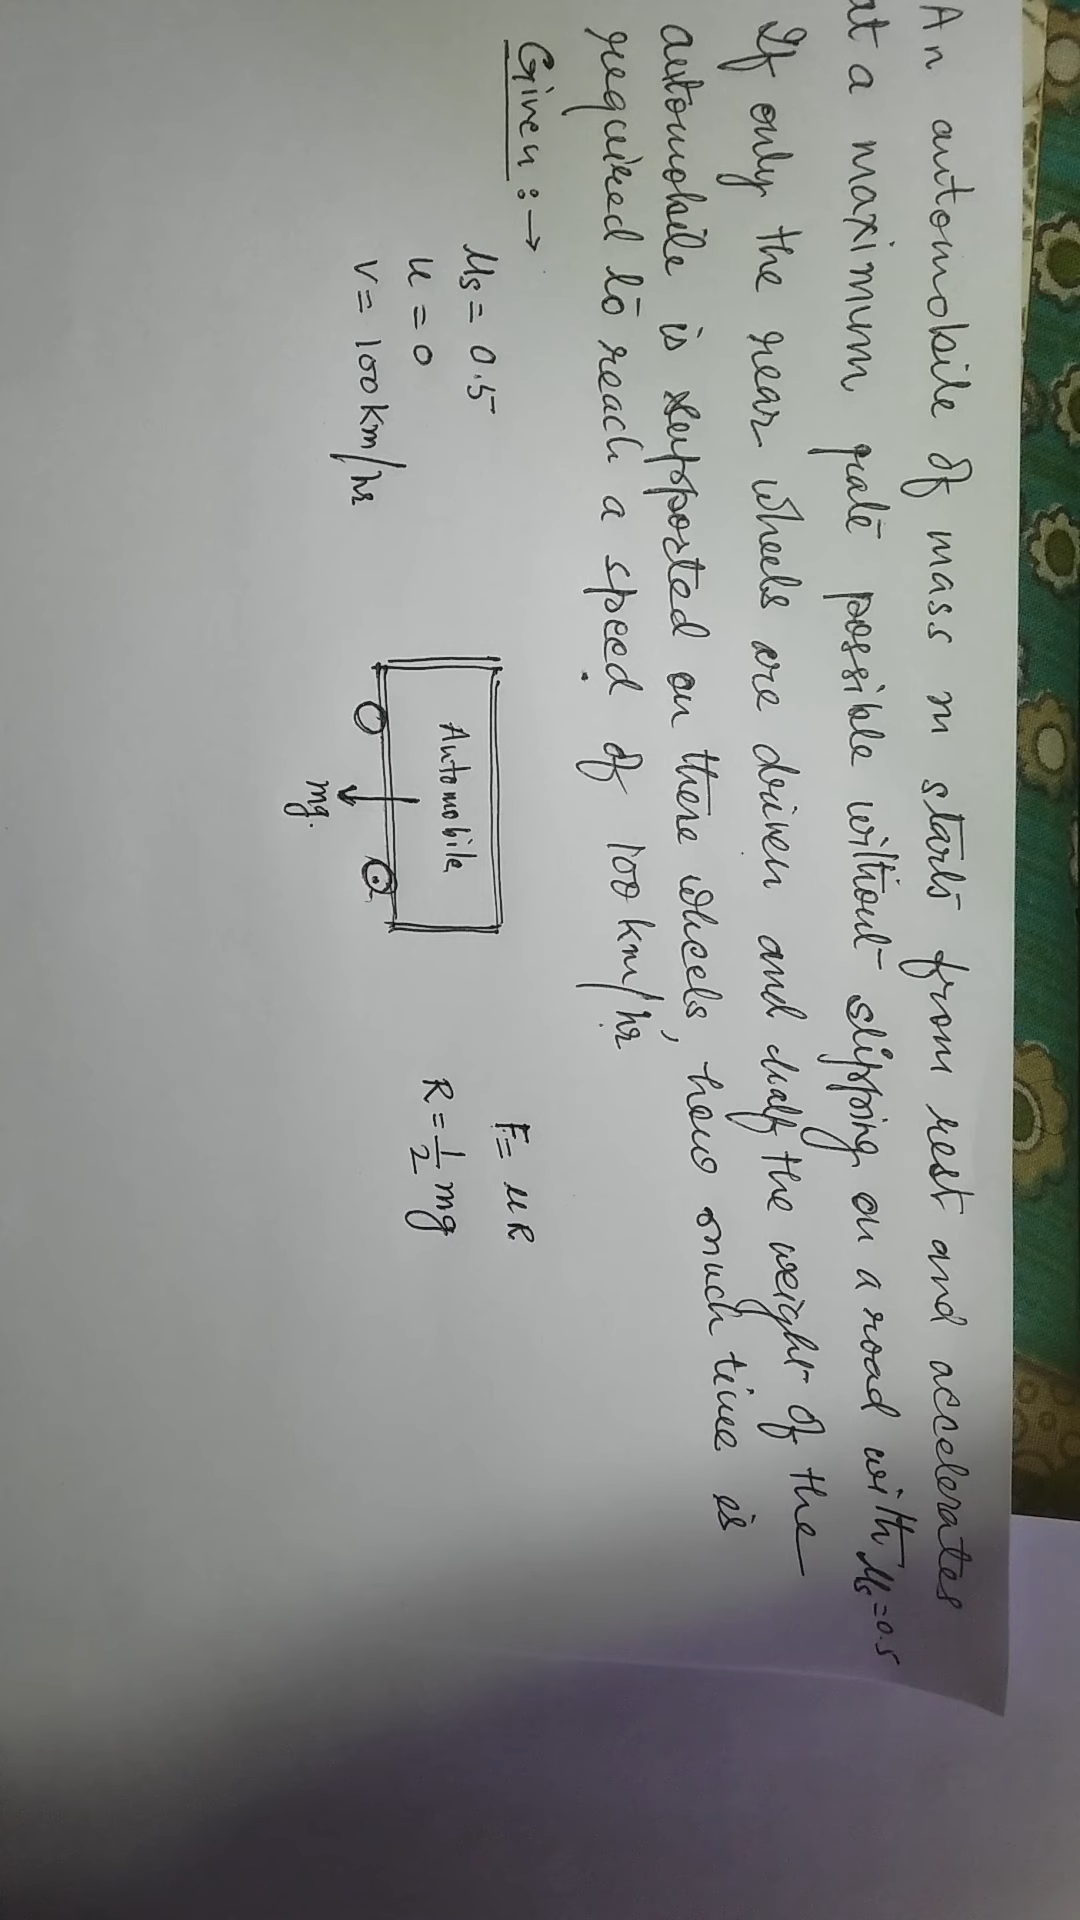 An automobile of mass m starts from rest and accelerates
at a maximum rate possible without slipping on a road with μs=0.5
If only the rear wheels are driven and half the weight of the
automobile is supported on these wheels, how much time is
required to reach a speed of 100 km/hr
Given :→
μs = 0.5
u = 0
v = 100 km/hr
Automobile
mg.
F = μR
R = 1/2 mg